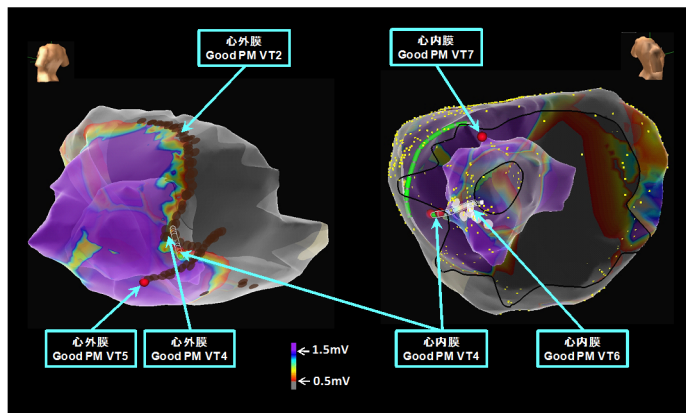 心外膜
Good PM VT2
心内膜
Good PM VT7
心外膜
Good PM VT5
心外膜
Good PM VT4
1.5mV
0.5mV
心内膜
Good PM VT4
心内膜
Good PM VT6